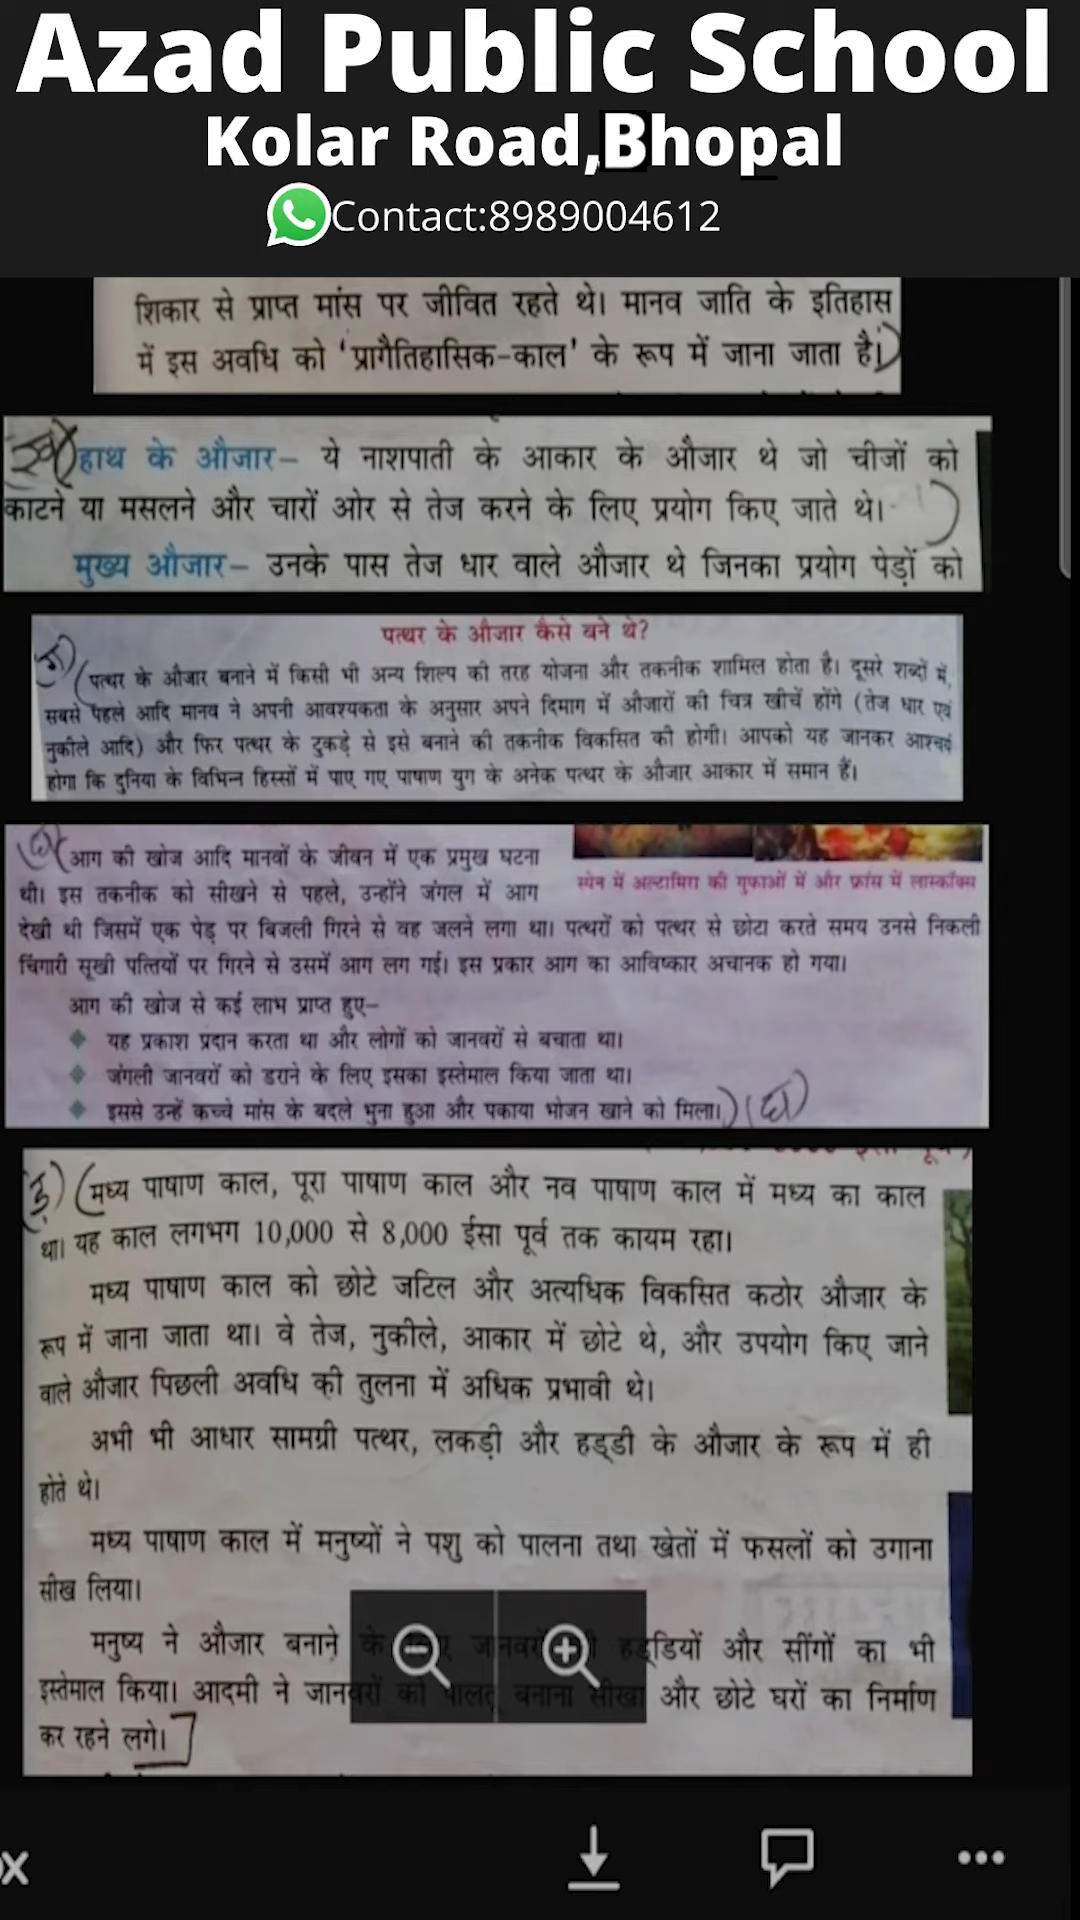 Azad Public School
Kolar Road,Bhopal
Contact:8989004612
शिकार से प्राप्त मांस पर जीवित रहते थे। मानव जाति के इतिहास
में इस अवधि को 'प्रागैतिहासिक-काल' के रूप में जाना जाता है।)
(ख) हाथ के औजार– ये नाशपाती के आकार के औजार थे जो चीजों को
काटने या मसलने और चारों ओर से तेज करने के लिए प्रयोग किए जाते थे। )
मुख्य औजार– उनके पास तेज धार वाले औजार थे जिनका प्रयोग पेड़ों को
पत्थर के औजार कैसे बने थे?
ग) (पत्थर के औजार बनाने में किसी भी अन्य शिल्प की तरह योजना और तकनीक शामिल होता है। दूसरे शब्दों में,
सबसे पहले आदि मानव ने अपनी आवश्यकता के अनुसार अपने दिमाग में औजारों की चित्र खीचें होंगे (तेज धार एवं
नुकीले आदि) और फिर पत्थर के टुकड़े से इसे बनाने की तकनीक विकसित की होगी। आपको यह जानकर आश्चर्य
होगा कि दुनिया के विभिन्न हिस्सों में पाए गए पाषाण युग के अनेक पत्थर के औजार आकार में समान हैं।
(आग की खोज आदि मानवों के जीवन में एक प्रमुख घटना
थी। इस तकनीक को सीखने से पहले, उन्होंने जंगल में आग
स्पेन में अल्टामिरा की गुफाओं में और फ्रांस में लास्कॉक्स
देखी थी जिसमें एक पेड़ पर बिजली गिरने से वह जलने लगा था। पत्थरों को पत्थर से छोटा करते समय उनसे निकली
चिंगारी सूखी पत्तियों पर गिरने से उसमें आग लग गई। इस प्रकार आग का आविष्कार अचानक हो गया।
आग की खोज से कई लाभ प्राप्त हुए–
यह प्रकाश प्रदान करता था और लोगों को जानवरों से बचाता था।
जंगली जानवरों को डराने के लिए इसका इस्तेमाल किया जाता था।
इससे उन्हें कच्चे मांस के बदले भुना हुआ और पकाया भोजन खाने को मिला।) (घ)
ङ) (मध्य पाषाण काल, पूरा पाषाण काल और नव पाषाण काल में मध्य का काल
था। यह काल लगभग 10,000 से 8,000 ईसा पूर्व तक कायम रहा।
मध्य पाषाण काल को छोटे जटिल और अत्यधिक विकसित कठोर औजार के
रूप में जाना जाता था। वे तेज, नुकीले, आकार में छोटे थे, और उपयोग किए जाने
वाले औजार पिछली अवधि की तुलना में अधिक प्रभावी थे।
अभी भी आधार सामग्री पत्थर, लकड़ी और हड्डी के औजार के रूप में ही
होते थे।
मध्य पाषाण काल में मनुष्यों ने पशु को पालना तथा खेतों में फसलों को उगाना
सीख लिया।
मनुष्य ने औजार बनाने के लिए जानवरों की हड्डियों और सींगों का भी
इस्तेमाल किया। आदमी ने जानवरों को पालतू बनाना सीखा और छोटे घरों का निर्माण
कर रहने लगे।]